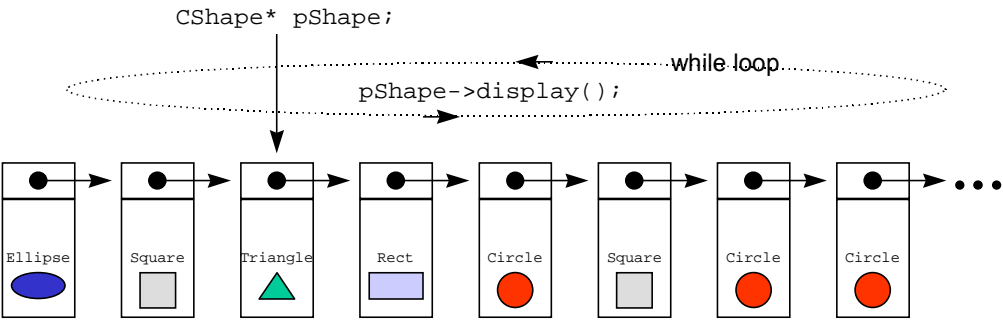 CShape* pShape;
while loop
pShape->display();
Ellipse
Square
Triangle
Rect
Circle
Square
Circle
Circle